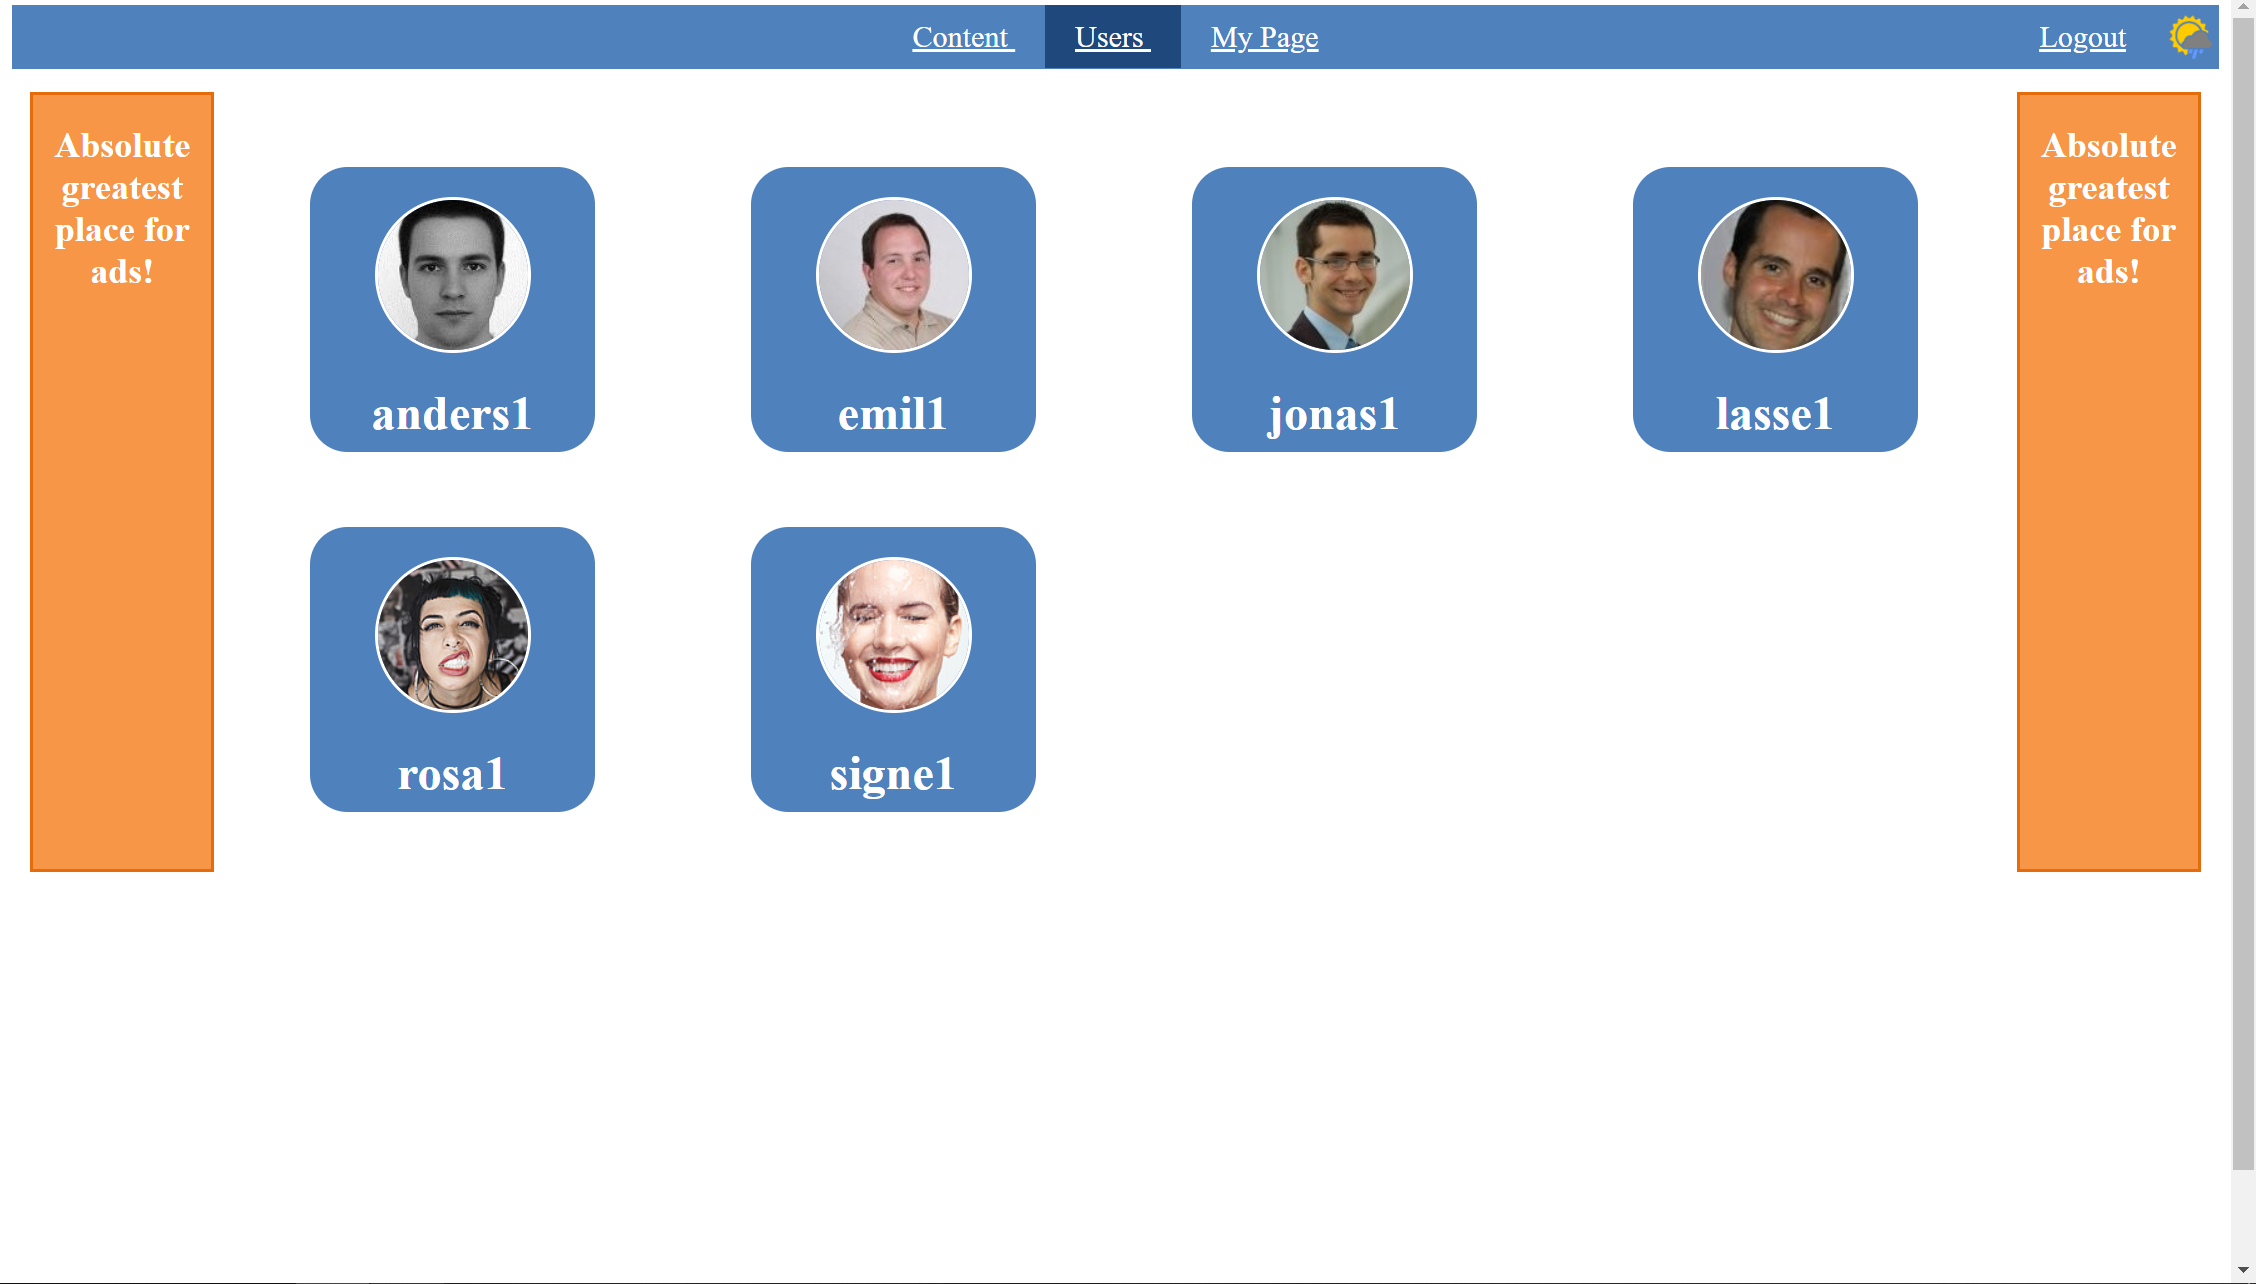 Content Users My Page Logout
Absolute
greatest
place for
ads!
anders1 emil1 jonas1 lasse1
rosa1 signe1
Absolute
greatest
place for
ads!